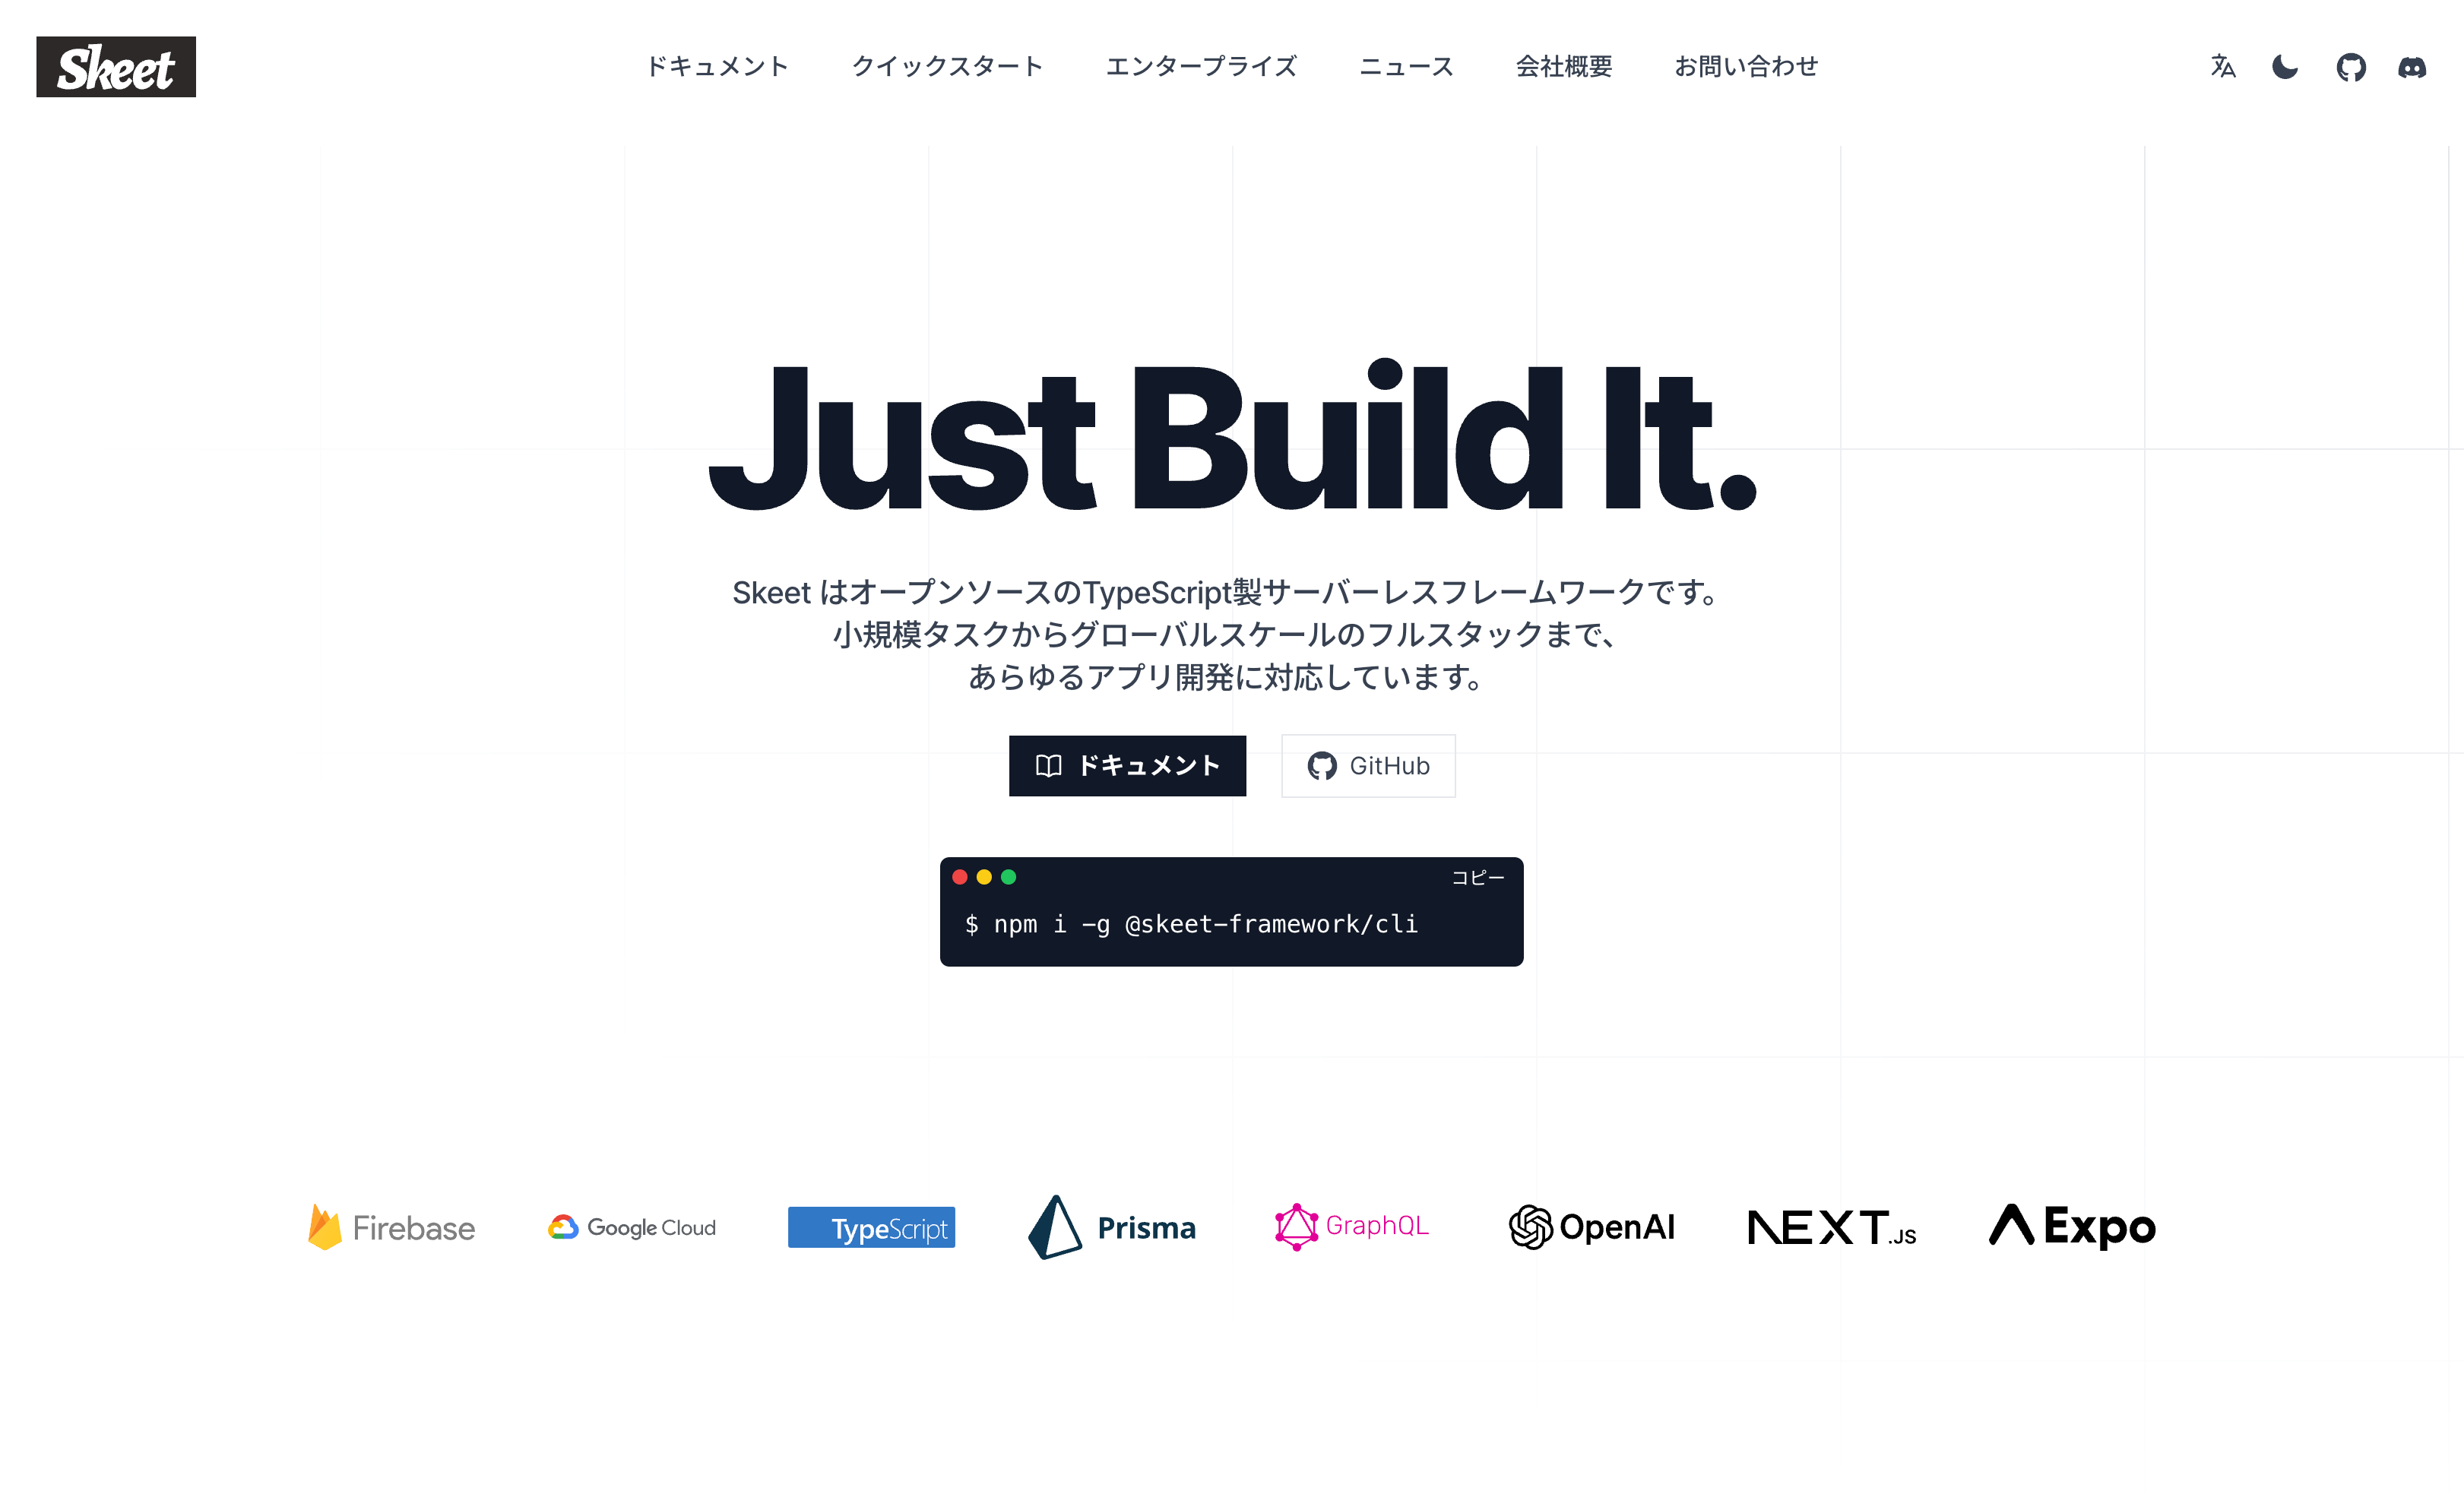 Skeet
ドキュメント
クイックスタート
エンタープライズ
ニュース
会社概要
お問い合わせ
Just Build It.
Skeet はオープンソースのTypeScript製サーバーレスフレームワークです。
小規模タスクからグローバルスケールのフルスタックまで、
あらゆるアプリ開発に対応しています。
ドキュメント
GitHub
コピー
$ npm i -g @skeet-framework/cli
Firebase
Google Cloud
TypeScript
Prisma
GraphQL
OpenAI
NEXT.JS
Expo